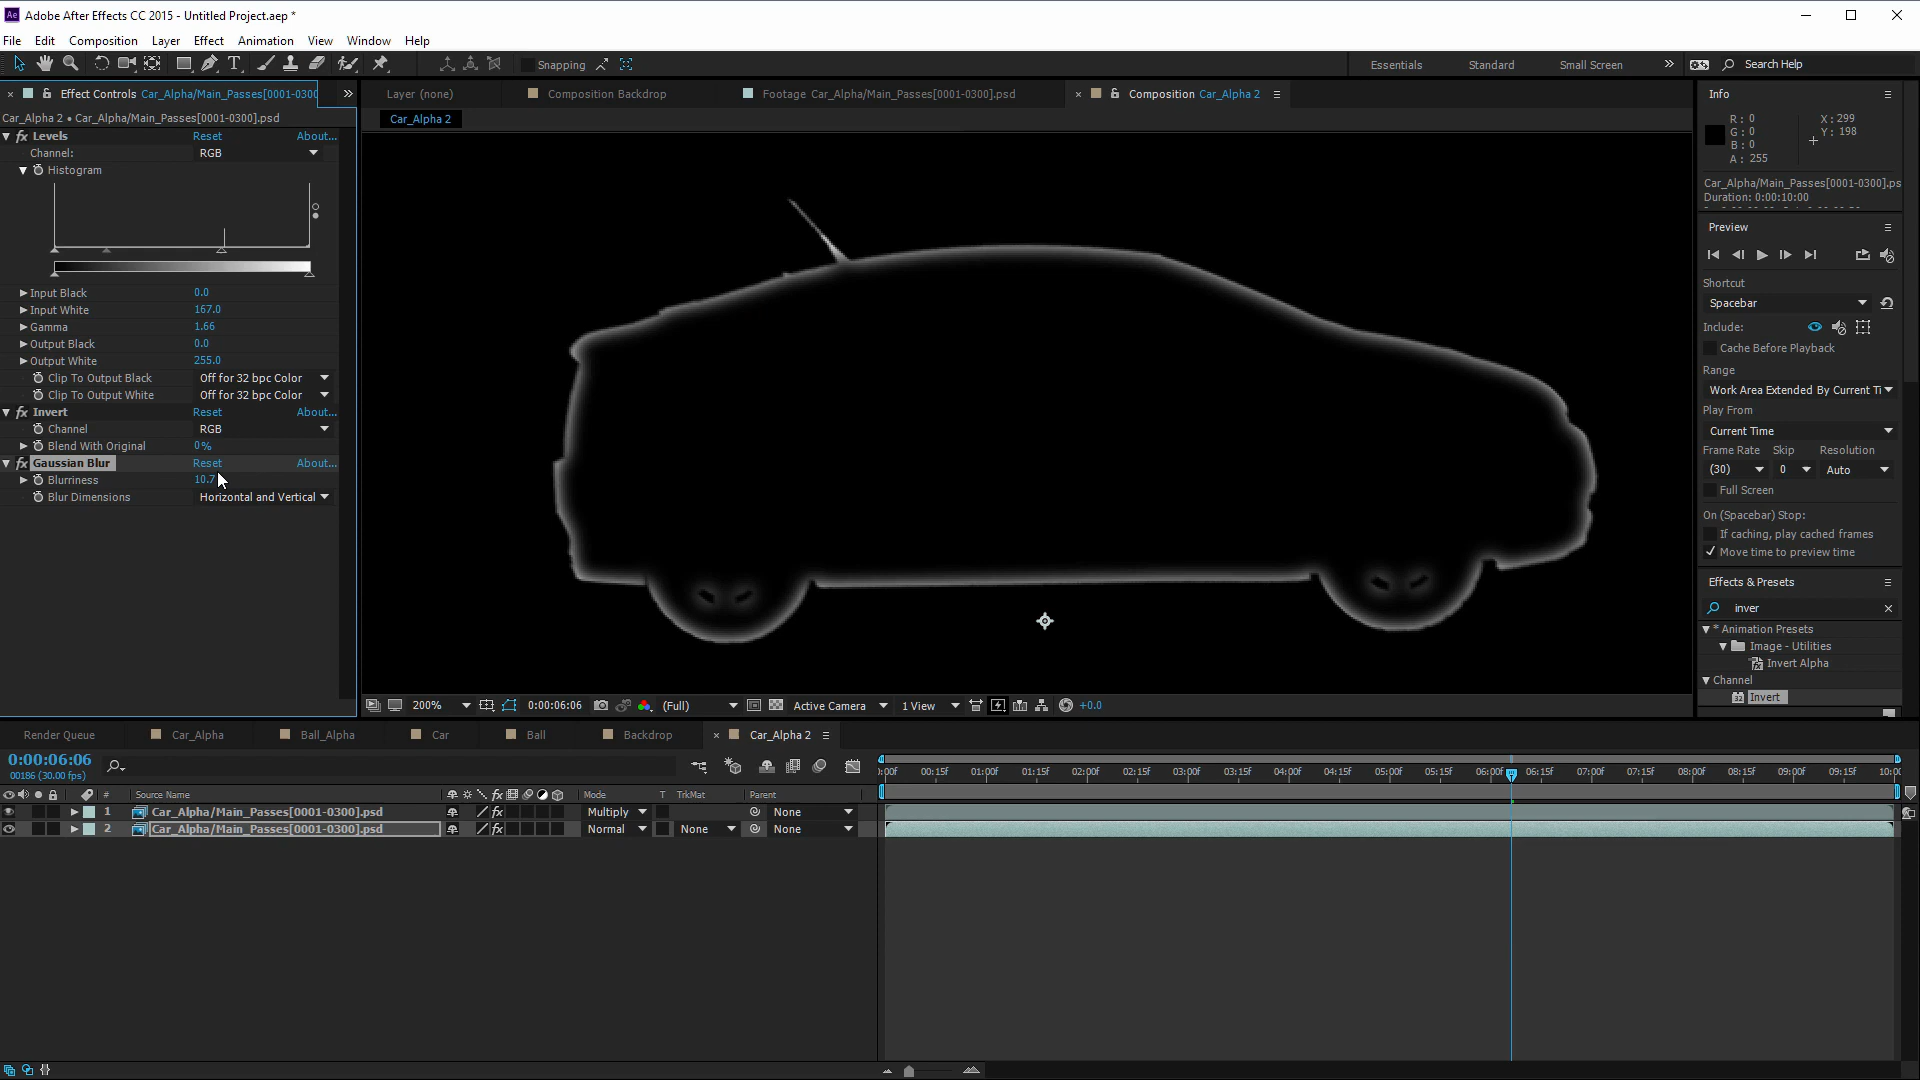 Adobe After Effects CC 2015 - Untitled Project.aep *
File Edit Composition Layer Effect Animation View Window Help
Snapping
Essentials Standard Small Screen Search Help
Effect Controls Car_Alpha/Main_Passes[0001-0300
Layer (none) Composition Backdrop Footage Car_Alpha/Main_Passes[0001-0300].psd Composition Car_Alpha 2
Car_Alpha 2 • Car_Alpha/Main_Passes[0001-0300].psd
Car_Alpha 2
Levels Reset About...
Channel: RGB
Histogram
Input Black 0.0
Input White 167.0
Gamma 1.66
Output Black 0.0
Output White 255.0
Clip To Output Black Off for 32 bpc Color
Clip To Output White Off for 32 bpc Color
Invert Reset About...
Channel RGB
Blend With Original 0%
Gaussian Blur Reset About...
Blurriness 10.7
Blur Dimensions Horizontal and Vertical
200% 0:00:06:06 (Full) Active Camera 1 View +0.0
Info
R: 0 X: 299
G: 0 Y: 198
B: 0
A: 255
Car_Alpha/Main_Passes[0001-0300].ps
Duration: 0:00:10:00
Preview
Shortcut
Spacebar
Include:
Cache Before Playback
Range
Work Area Extended By Current Ti
Play From
Current Time
Frame Rate Skip Resolution
(30) 0 Auto
Full Screen
On (Spacebar) Stop:
If caching, play cached frames
Move time to preview time
Effects & Presets
inver
* Animation Presets
Image - Utilities
Invert Alpha
Channel
32 Invert
Render Queue Car_Alpha Ball_Alpha Car Ball Backdrop Car_Alpha 2
0:00:06:06
00186 (30.00 fps)
:00f 00:15f 01:00f 01:15f 02:00f 02:15f 03:00f 03:15f 04:00f 04:15f 05:00f 05:15f 06:00f 06:15f 07:00f 07:15f 08:00f 08:15f 09:00f 09:15f 10:0
# Source Name Mode T TrkMat Parent
1 Car_Alpha/Main_Passes[0001-0300].psd Multiply None
2 Car_Alpha/Main_Passes[0001-0300].psd Normal None None